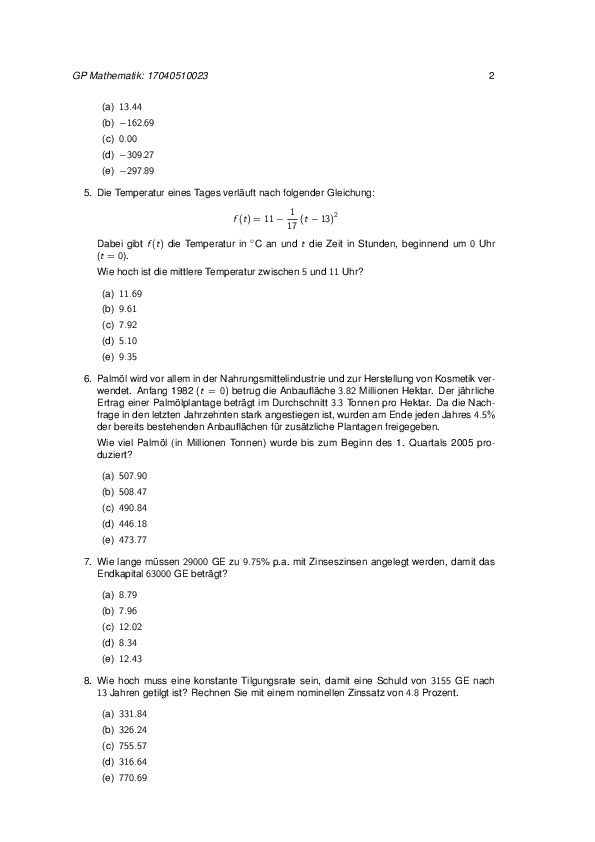 GP Mathematik: 17040510023 2
(a) 13.44
(b) −162.69
(c) 0.00
(d) −309.27
(e) −297.89
5. Die Temperatur eines Tages verläuft nach folgender Gleichung:
f(t) = 11 − 1/17 (t − 13)²
Dabei gibt f(t) die Temperatur in °C an und t die Zeit in Stunden, beginnend um 0 Uhr
(t = 0).
Wie hoch ist die mittlere Temperatur zwischen 5 und 11 Uhr?
(a) 11.69
(b) 9.61
(c) 7.92
(d) 5.10
(e) 9.35
6. Palmöl wird vor allem in der Nahrungsmittelindustrie und zur Herstellung von Kosmetik ver-
wendet. Anfang 1982 (t = 0) betrug die Anbaufläche 3.82 Millionen Hektar. Der jährliche
Ertrag einer Palmölplantage beträgt im Durchschnitt 3.3 Tonnen pro Hektar. Da die Nach-
frage in den letzten Jahrzehnten stark angestiegen ist, wurden am Ende jeden Jahres 4.5%
der bereits bestehenden Anbauflächen für zusätzliche Plantagen freigegeben.
Wie viel Palmöl (in Millionen Tonnen) wurde bis zum Beginn des 1. Quartals 2005 pro-
duziert?
(a) 507.90
(b) 508.47
(c) 490.84
(d) 446.18
(e) 473.77
7. Wie lange müssen 29000 GE zu 9.75% p.a. mit Zinseszinsen angelegt werden, damit das
Endkapital 63000 GE beträgt?
(a) 8.79
(b) 7.96
(c) 12.02
(d) 8.34
(e) 12.43
8. Wie hoch muss eine konstante Tilgungsrate sein, damit eine Schuld von 3155 GE nach
13 Jahren getilgt ist? Rechnen Sie mit einem nominellen Zinssatz von 4.8 Prozent.
(a) 331.84
(b) 326.24
(c) 755.57
(d) 316.64
(e) 770.69